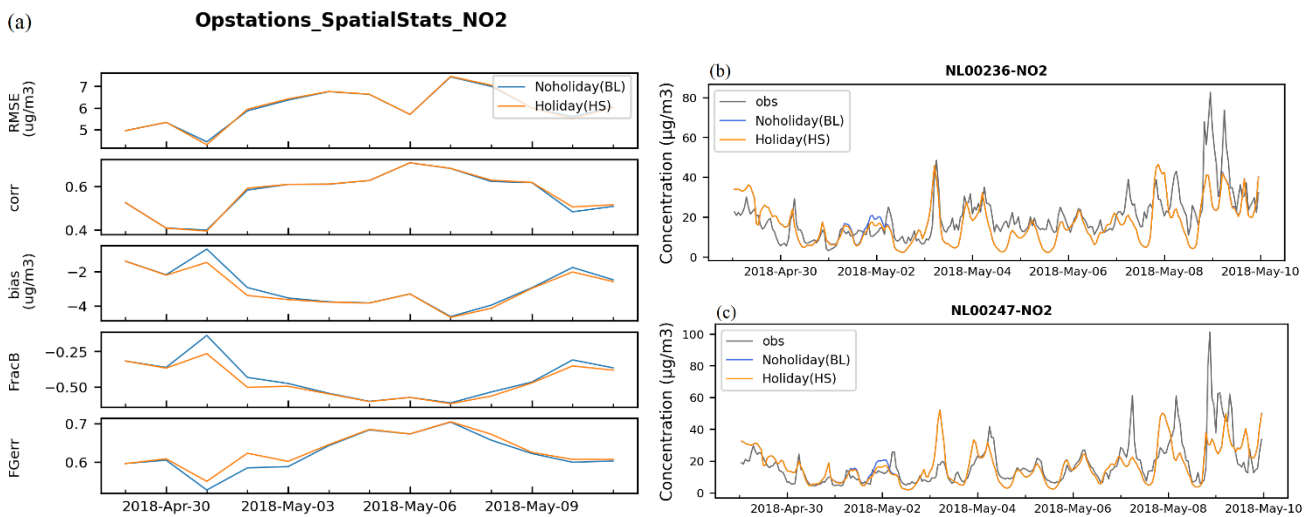 (a)
Opstations_SpatialStats_NO2
RMSE
(ug/m3)
7
6
5
Noholiday(BL)
Holiday(HS)
corr
0.6
0.4
bias
(ug/m3)
−2
−4
FracB
−0.25
−0.50
FGerr
0.7
0.6
2018-Apr-30
2018-May-03
2018-May-06
2018-May-09
(b)
NL00236-NO2
Concentration (μg/m3)
80
60
40
20
0
obs
Noholiday(BL)
Holiday(HS)
2018-Apr-30
2018-May-02
2018-May-04
2018-May-06
2018-May-08
2018-May-10
(c)
NL00247-NO2
Concentration (μg/m3)
100
80
60
40
20
0
obs
Noholiday(BL)
Holiday(HS)
2018-Apr-30
2018-May-02
2018-May-04
2018-May-06
2018-May-08
2018-May-10